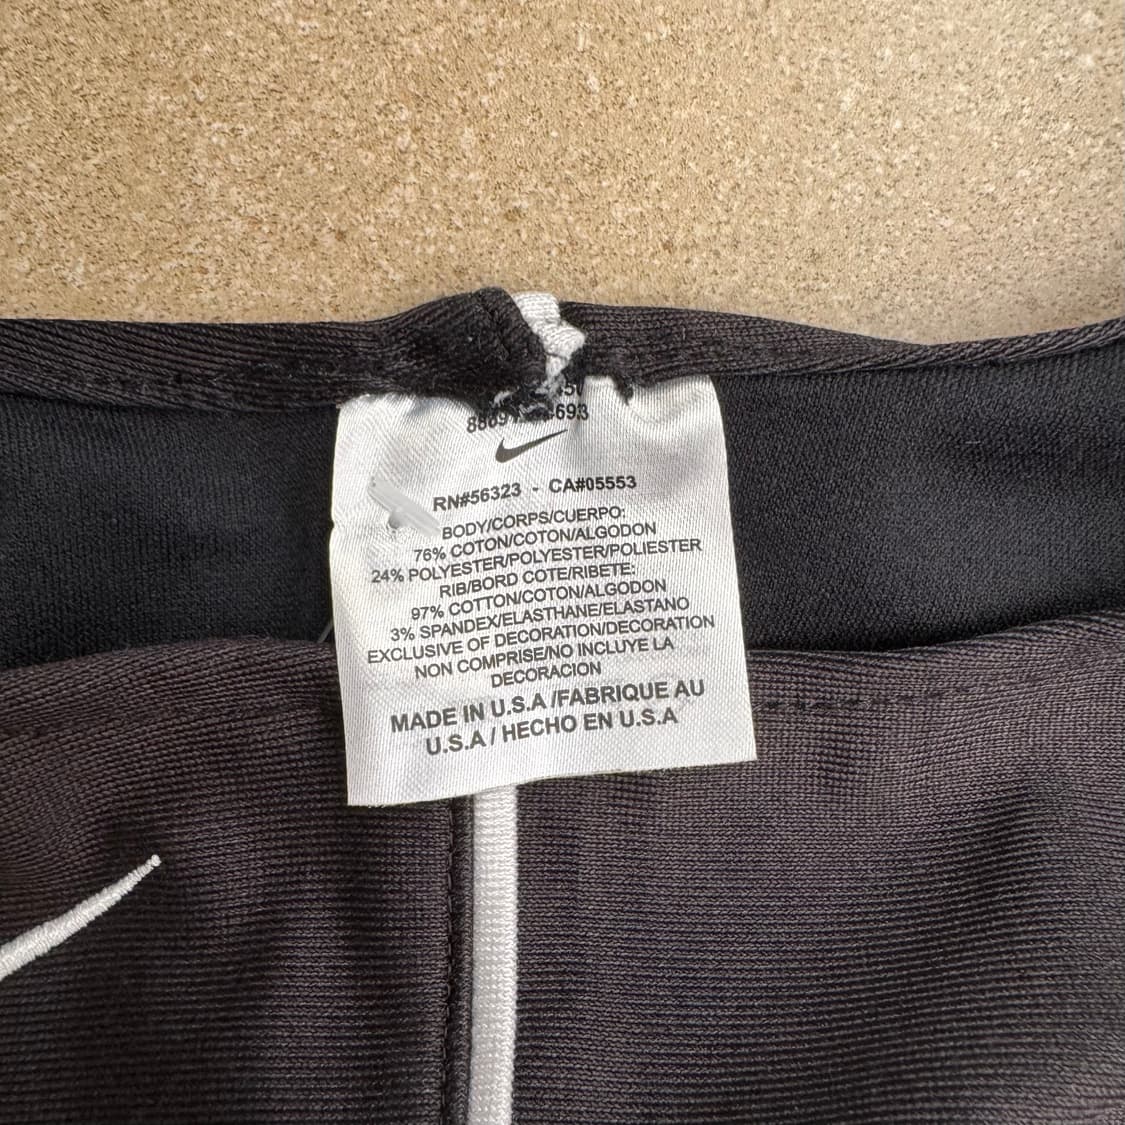 RN#56323 - CA#05553
BODY/CORPS/CUERPO:
76% COTON/COTON/ALGODON
24% POLYESTER/POLYESTER/POLIESTER
RIB/BORD COTE/RIBETE:
97% COTTON/COTON/ALGODON
3% SPANDEX/ELASTHANE/ELASTANO
EXCLUSIVE OF DECORATION/DECORATION
NON COMPRISE/NO INCLUYE LA
DECORACION
MADE IN U.S.A /FABRIQUE AU
U.S.A / HECHO EN U.S.A